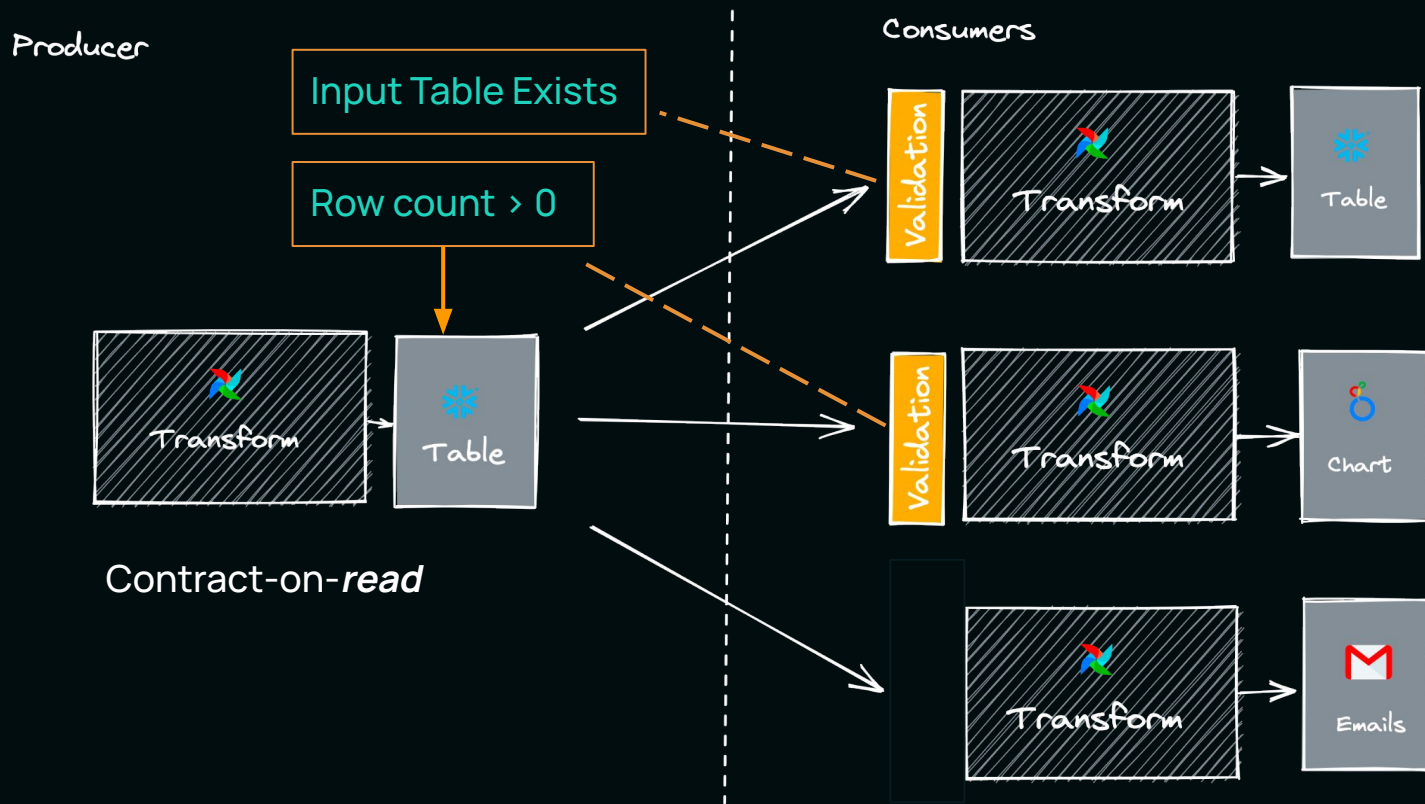 Producer
Consumers
Input Table Exists
Row count > 0
Validation
Transform
Table
Transform
Table
Validation
Transform
Chart
Contract-on-read
Transform
Emails